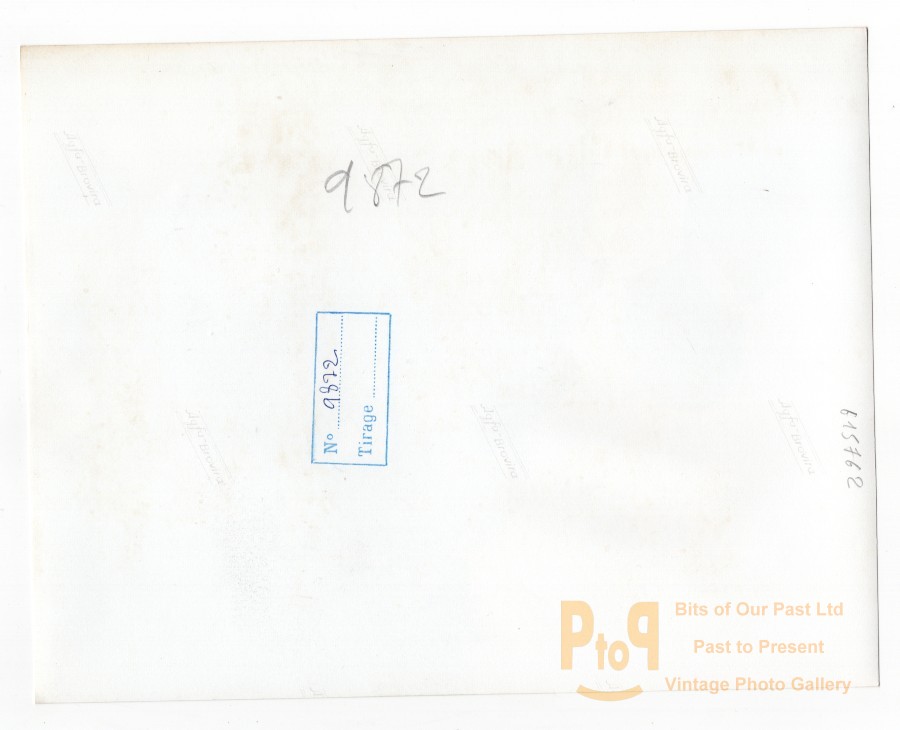 9872
Nº 9872
Tirage
615762
PtoP
Bits of Our Past Ltd
Past to Present
Vintage Photo Gallery